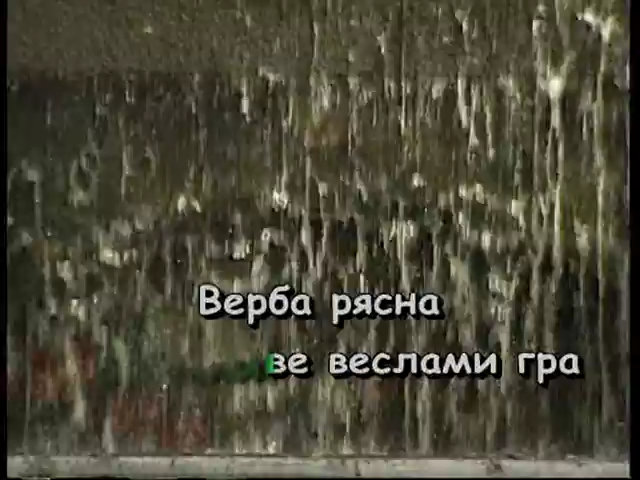 Верба рясна
ве веслами гра